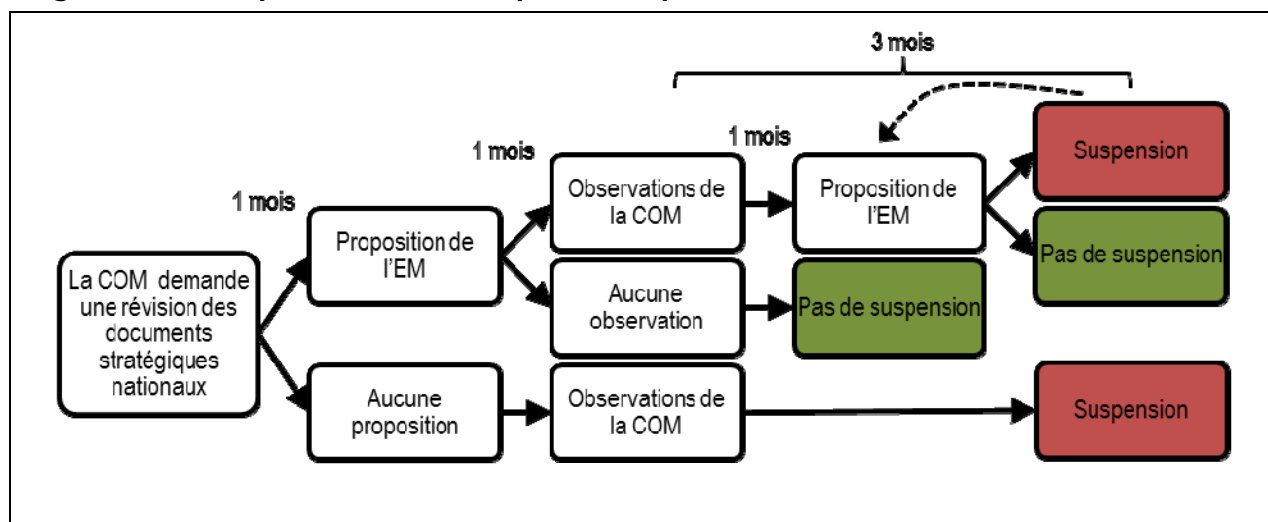 3 mois
1 mois
1 mois
1 mois
Suspension
Observations de
la COM
Proposition de
l'EM
Proposition de
l'EM
Pas de suspension
La COM demande
une révision des
documents
stratégiques
nationaux
Aucune
observation
Pas de suspension
Aucune
proposition
Observations de
la COM
Suspension